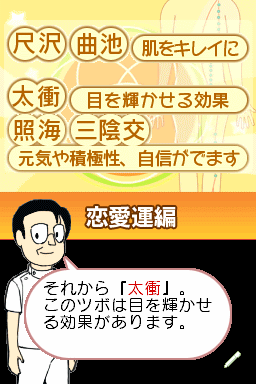 尺沢 曲池 肌をキレイに
太衝 目を輝かせる効果
照海 三陰交
元気や積極性、自信がでます
恋愛運編
それから「太衝」。
このツボは目を輝かせ
る効果があります。